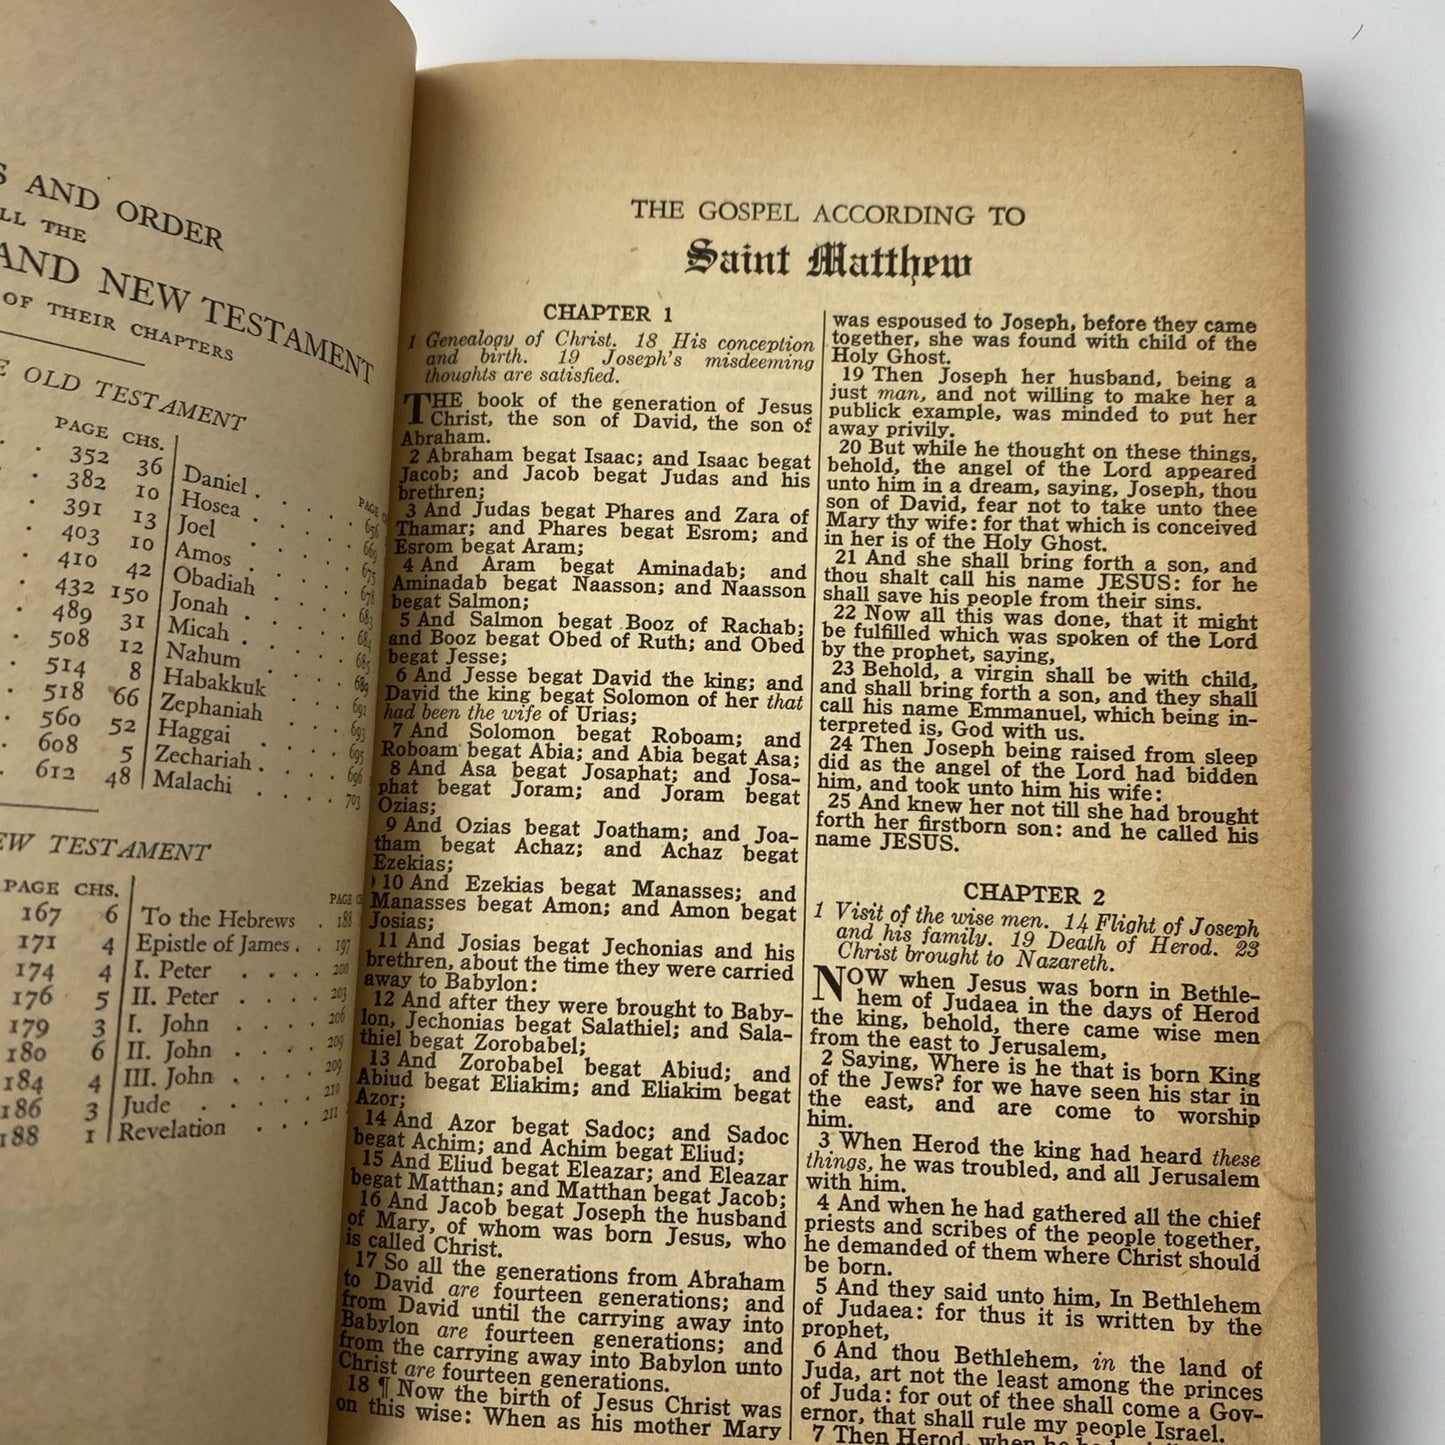 S AND ORDER
LL THE
AND NEW TESTAMENT
OF THEIR CHAPTERS
E OLD TESTAMENT
PAGE CHS.
352 36 Daniel . . . . . 656
382 10 Hosea . . . . . 669
391 13 Joel . . . . . 675
403 10 Amos . . . . . 678
410 42 Obadiah . . . . 683
432 150 Jonah . . . . . 684
489 31 Micah . . . . . 687
508 12 Nahum . . . . 689
514 8 Habakkuk . . . 691
518 66 Zephaniah . . . 693
560 52 Haggai . . . . 695
608 5 Zechariah . . . . 696
612 48 Malachi . . . . 703
EW TESTAMENT
PAGE CHS.
167 6 To the Hebrews . 188
171 4 Epistle of James . . 197
174 4 I. Peter . . . . 200
176 5 II. Peter . . . . 203
179 3 I. John . . . . 206
180 6 II. John . . . . 209
184 4 III. John . . . . 209
186 3 Jude . . . . . 210
188 1 Revelation . . . 211
THE GOSPEL ACCORDING TO
Saint Matthew
CHAPTER 1
1 Genealogy of Christ. 18 His conception
and birth. 19 Joseph's misdeeming
thoughts are satisfied.
THE book of the generation of Jesus
Christ, the son of David, the son of
Abraham.
2 Abraham begat Isaac; and Isaac begat
Jacob; and Jacob begat Judas and his
brethren;
3 And Judas begat Phares and Zara of
Thamar; and Phares begat Esrom; and
Esrom begat Aram;
4 And Aram begat Aminadab; and
Aminadab begat Naasson; and Naasson
begat Salmon;
5 And Salmon begat Booz of Rachab;
and Booz begat Obed of Ruth; and Obed
begat Jesse;
6 And Jesse begat David the king; and
David the king begat Solomon of her that
had been the wife of Urias;
7 And Solomon begat Roboam; and
Roboam begat Abia; and Abia begat Asa;
8 And Asa begat Josaphat; and Josa-
phat begat Joram; and Joram begat
Ozias;
9 And Ozias begat Joatham; and Joa-
tham begat Achaz; and Achaz begat
Ezekias;
10 And Ezekias begat Manasses; and
Manasses begat Amon; and Amon begat
Josias;
11 And Josias begat Jechonias and his
brethren, about the time they were carried
away to Babylon:
12 And after they were brought to Baby-
lon, Jechonias begat Salathiel; and Sala-
thiel begat Zorobabel;
13 And Zorobabel begat Abiud; and
Abiud begat Eliakim; and Eliakim begat
Azor;
14 And Azor begat Sadoc; and Sadoc
begat Achim; and Achim begat Eliud;
15 And Eliud begat Eleazar; and Eleazar
begat Matthan; and Matthan begat Jacob;
16 And Jacob begat Joseph the husband
of Mary, of whom was born Jesus, who
is called Christ.
17 So all the generations from Abraham
to David are fourteen generations; and
from David until the carrying away into
Babylon are fourteen generations; and
from the carrying away into Babylon unto
Christ are fourteen generations.
18 ¶ Now the birth of Jesus Christ was
on this wise: When as his mother Mary
was espoused to Joseph, before they came
together, she was found with child of the
Holy Ghost.
19 Then Joseph her husband, being a
just man, and not willing to make her a
publick example, was minded to put her
away privily.
20 But while he thought on these things,
behold, the angel of the Lord appeared
unto him in a dream, saying, Joseph, thou
son of David, fear not to take unto thee
Mary thy wife: for that which is conceived
in her is of the Holy Ghost.
21 And she shall bring forth a son, and
thou shalt call his name JESUS: for he
shall save his people from their sins.
22 Now all this was done, that it might
be fulfilled which was spoken of the Lord
by the prophet, saying,
23 Behold, a virgin shall be with child,
and shall bring forth a son, and they shall
call his name Emmanuel, which being in-
terpreted is, God with us.
24 Then Joseph being raised from sleep
did as the angel of the Lord had bidden
him, and took unto him his wife:
25 And knew her not till she had brought
forth her firstborn son: and he called his
name JESUS.
CHAPTER 2
1 Visit of the wise men. 14 Flight of Joseph
and his family. 19 Death of Herod. 23
Christ brought to Nazareth.
NOW when Jesus was born in Bethle-
hem of Judaea in the days of Herod
the king, behold, there came wise men
from the east to Jerusalem,
2 Saying, Where is he that is born King
of the Jews? for we have seen his star in
the east, and are come to worship
him.
3 When Herod the king had heard these
things, he was troubled, and all Jerusalem
with him.
4 And when he had gathered all the chief
priests and scribes of the people together,
he demanded of them where Christ should
be born.
5 And they said unto him, In Bethlehem
of Judaea: for thus it is written by the
prophet,
6 And thou Bethlehem, in the land of
Juda, art not the least among the princes
of Juda: for out of thee shall come a Gov-
ernor, that shall rule my people Israel.
7 Then Herod, when he had